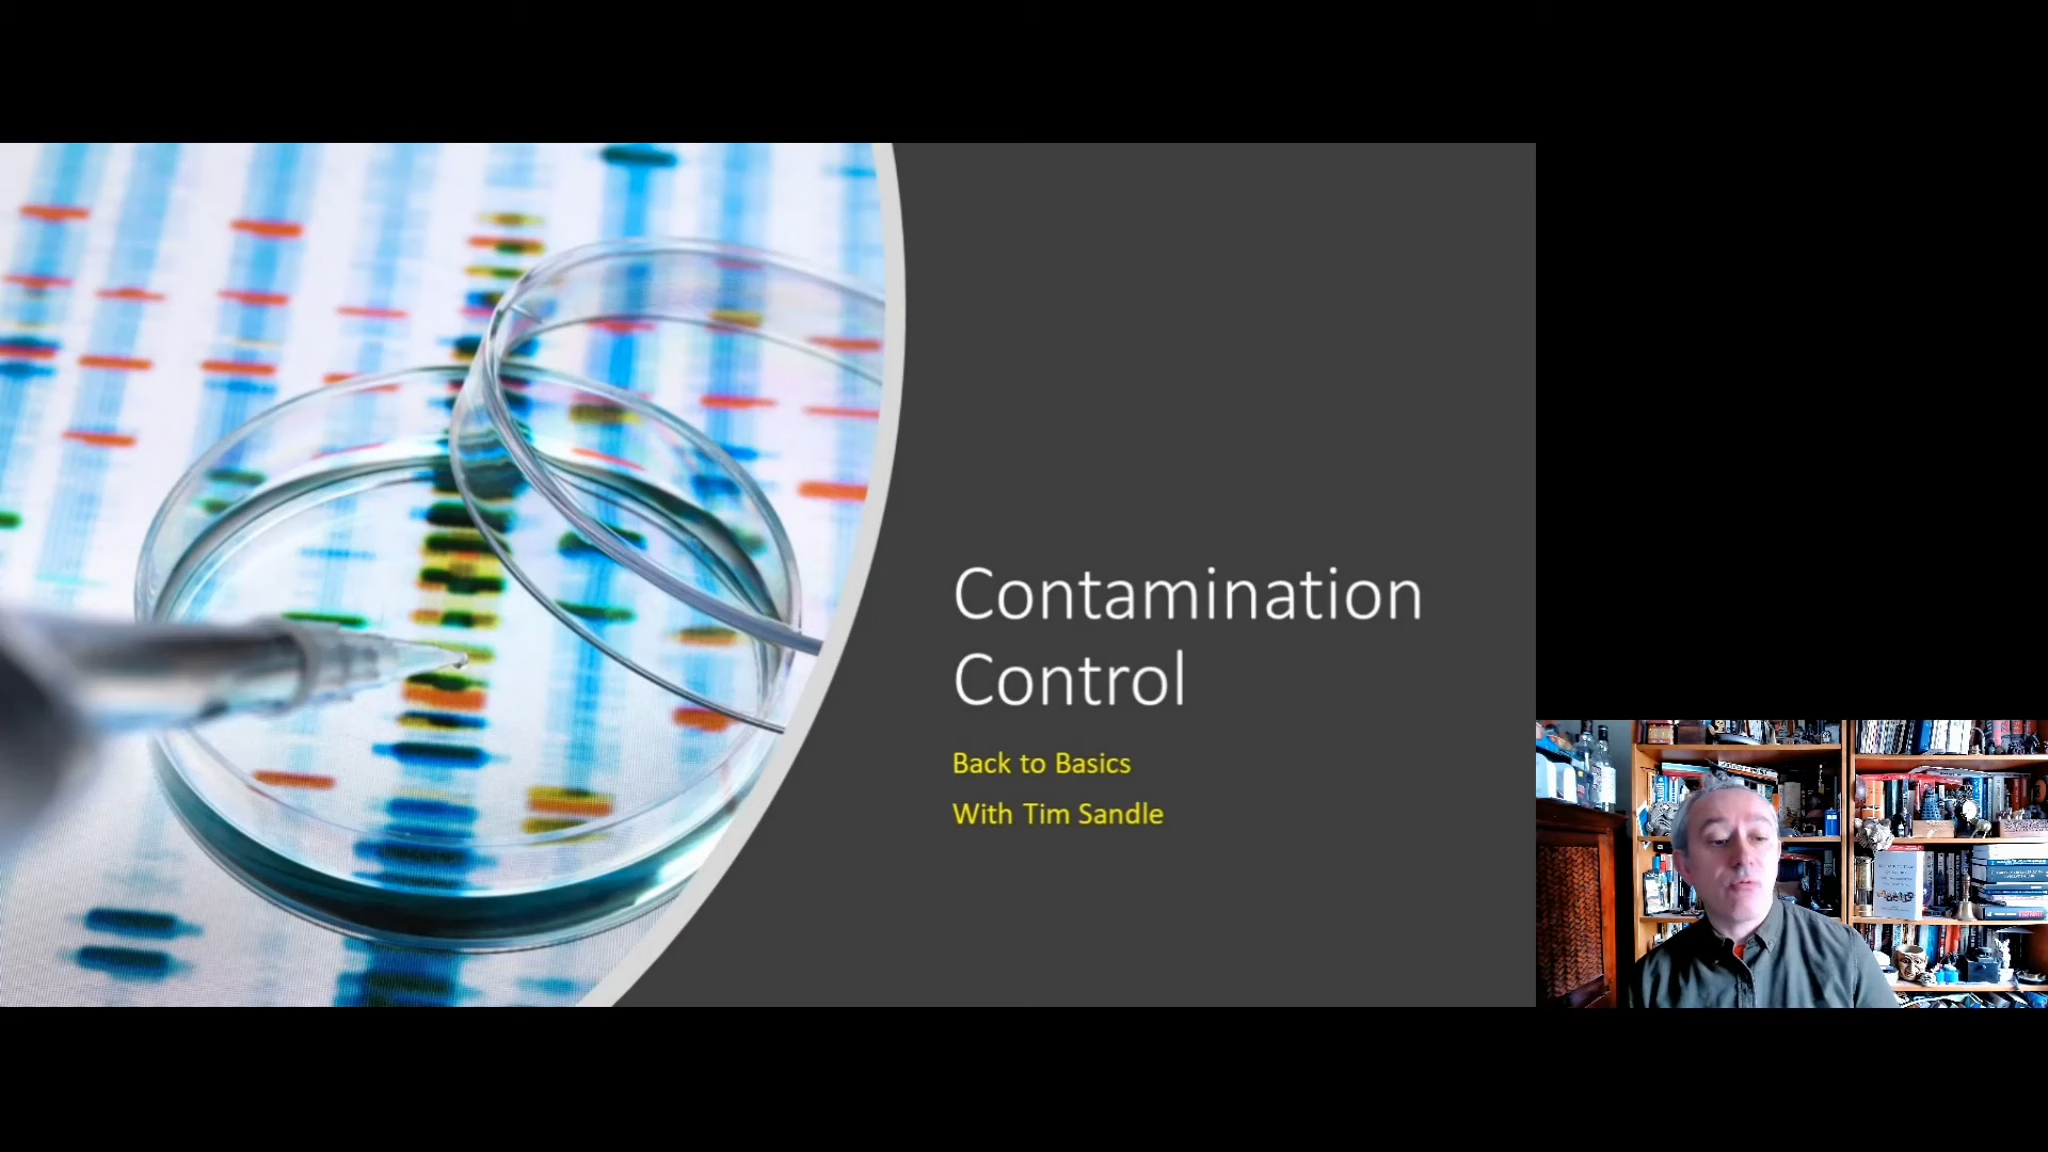 Contamination
Control
Back to Basics
With Tim Sandle